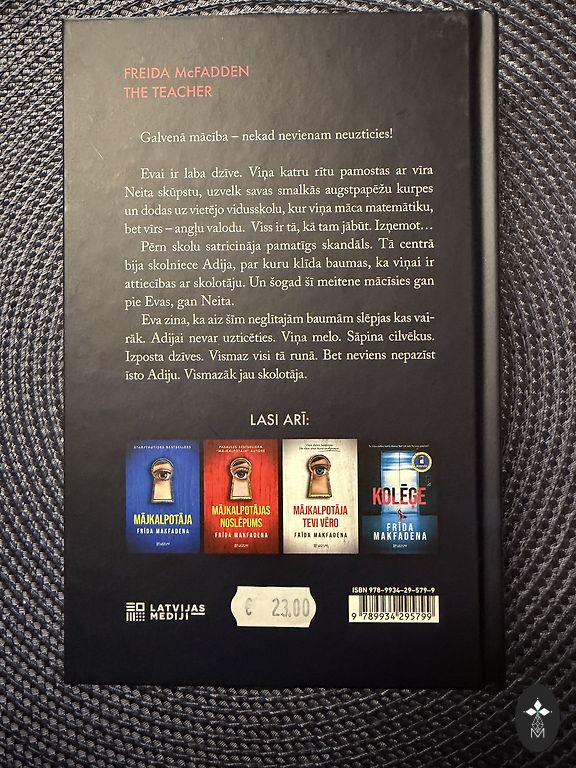 FREIDA McFADDEN
THE TEACHER
Galvenā mācība – nekad nevienam neuzticies!
Evai ir laba dzīve. Viņa katru rītu pamostas ar vīra
Neita skūpstu, uzvelk savas smalkās augstpapēžu kurpes
un dodas uz vietējo vidusskolu, kur viņa māca matemātiku,
bet vīrs – angļu valodu. Viss ir tā, kā tam jābūt. Izņemot...
Pērn skolu satricināja pamatīgs skandāls. Tā centrā
bija skolniece Adija, par kuru klīda baumas, ka viņai ir
attiecības ar skolotāju. Un šogad šī meitene mācīsies gan
pie Evas, gan Neita.
Eva zina, ka aiz šīm neglītajām baumām slēpjas kas vai-
rāk. Adijai nevar uzticēties. Viņa melo. Sāpina cilvēkus.
Izposta dzīves. Vismaz visi tā runā. Bet neviens nepazīst
īsto Adiju. Vismazāk jau skolotāja.
LASI ARĪ:
STARPTAUTISKS BESTSELLERS
MĀJKALPOTĀJA
FRĪDA MAKFADENA
PASAULES BESTSELLERA
"MĀJKALPOTĀJA" AUTORE
MĀJKALPOTĀJAS
NOSLĒPUMS
FRĪDA MAKFADENA
MĀJKALPOTĀJA
TEVI VĒRO
FRĪDA MAKFADENA
KOLĒĢE
FRĪDA
MAKFADENA
LATVIJAS
MEDIJI
€ 23.00
ISBN 978-9934-29-579-9
9 789934 295799